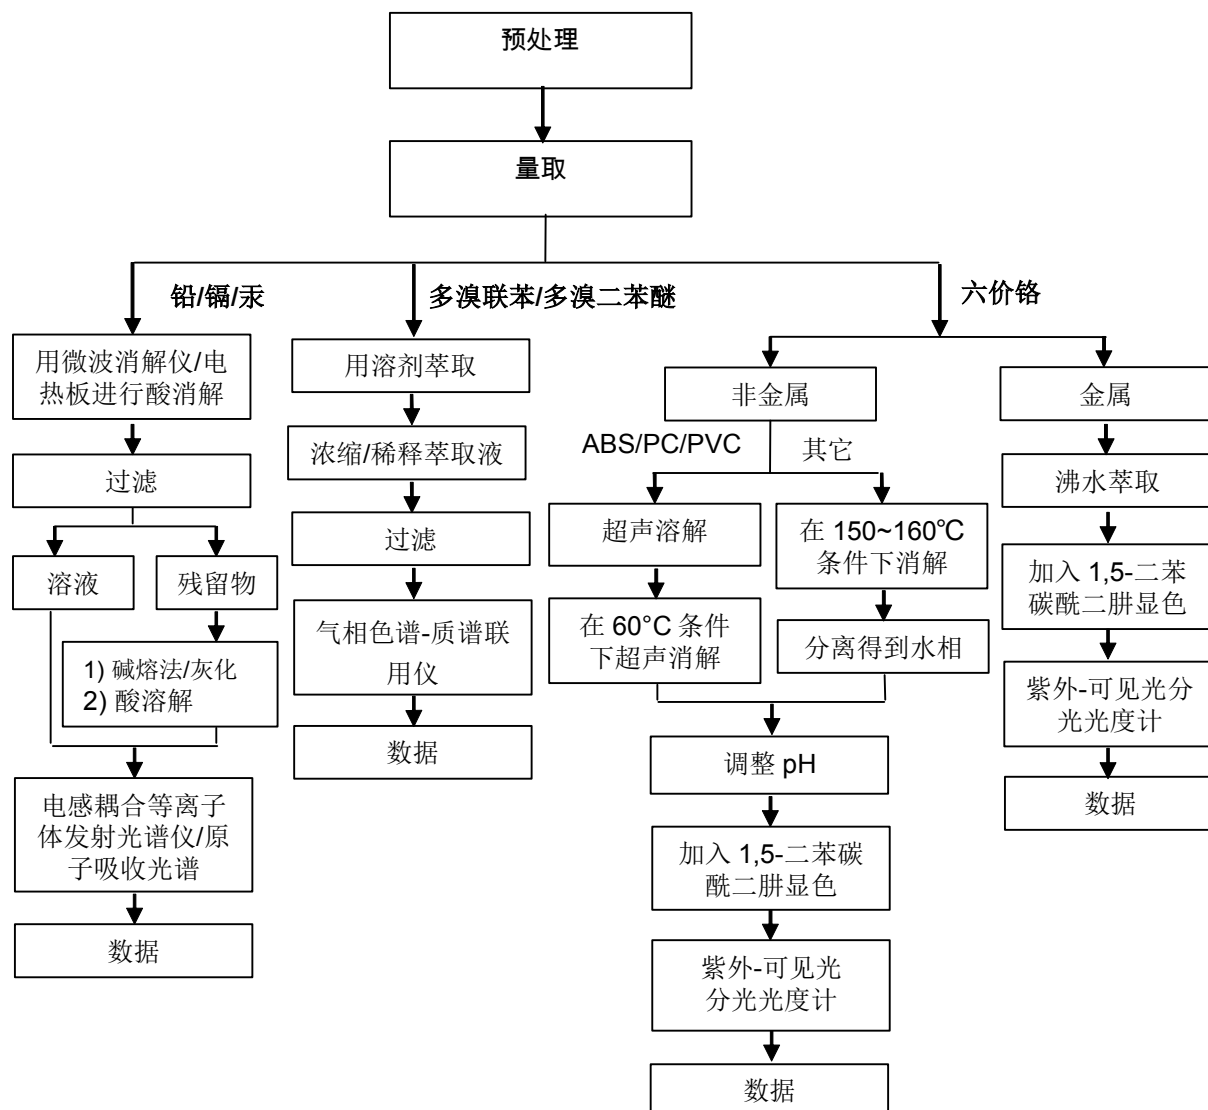 预处理
量取
铅/镉/汞
多溴联苯/多溴二苯醚
六价铬
用微波消解仪/电
热板进行酸消解
过滤
溶液
残留物
1) 碱熔法/灰化
2) 酸溶解
电感耦合等离子
体发射光谱仪/原
子吸收光谱
数据
用溶剂萃取
浓缩/稀释萃取液
过滤
气相色谱-质谱联
用仪
数据
非金属
ABS/PC/PVC
其它
超声溶解
在 60°C 条件
下超声消解
在 150~160℃
条件下消解
分离得到水相
调整 pH
加入 1,5-二苯碳
酰二肼显色
紫外-可见光
分光光度计
数据
金属
沸水萃取
加入 1,5-二苯
碳酰二肼显色
紫外-可见光分
光光度计
数据